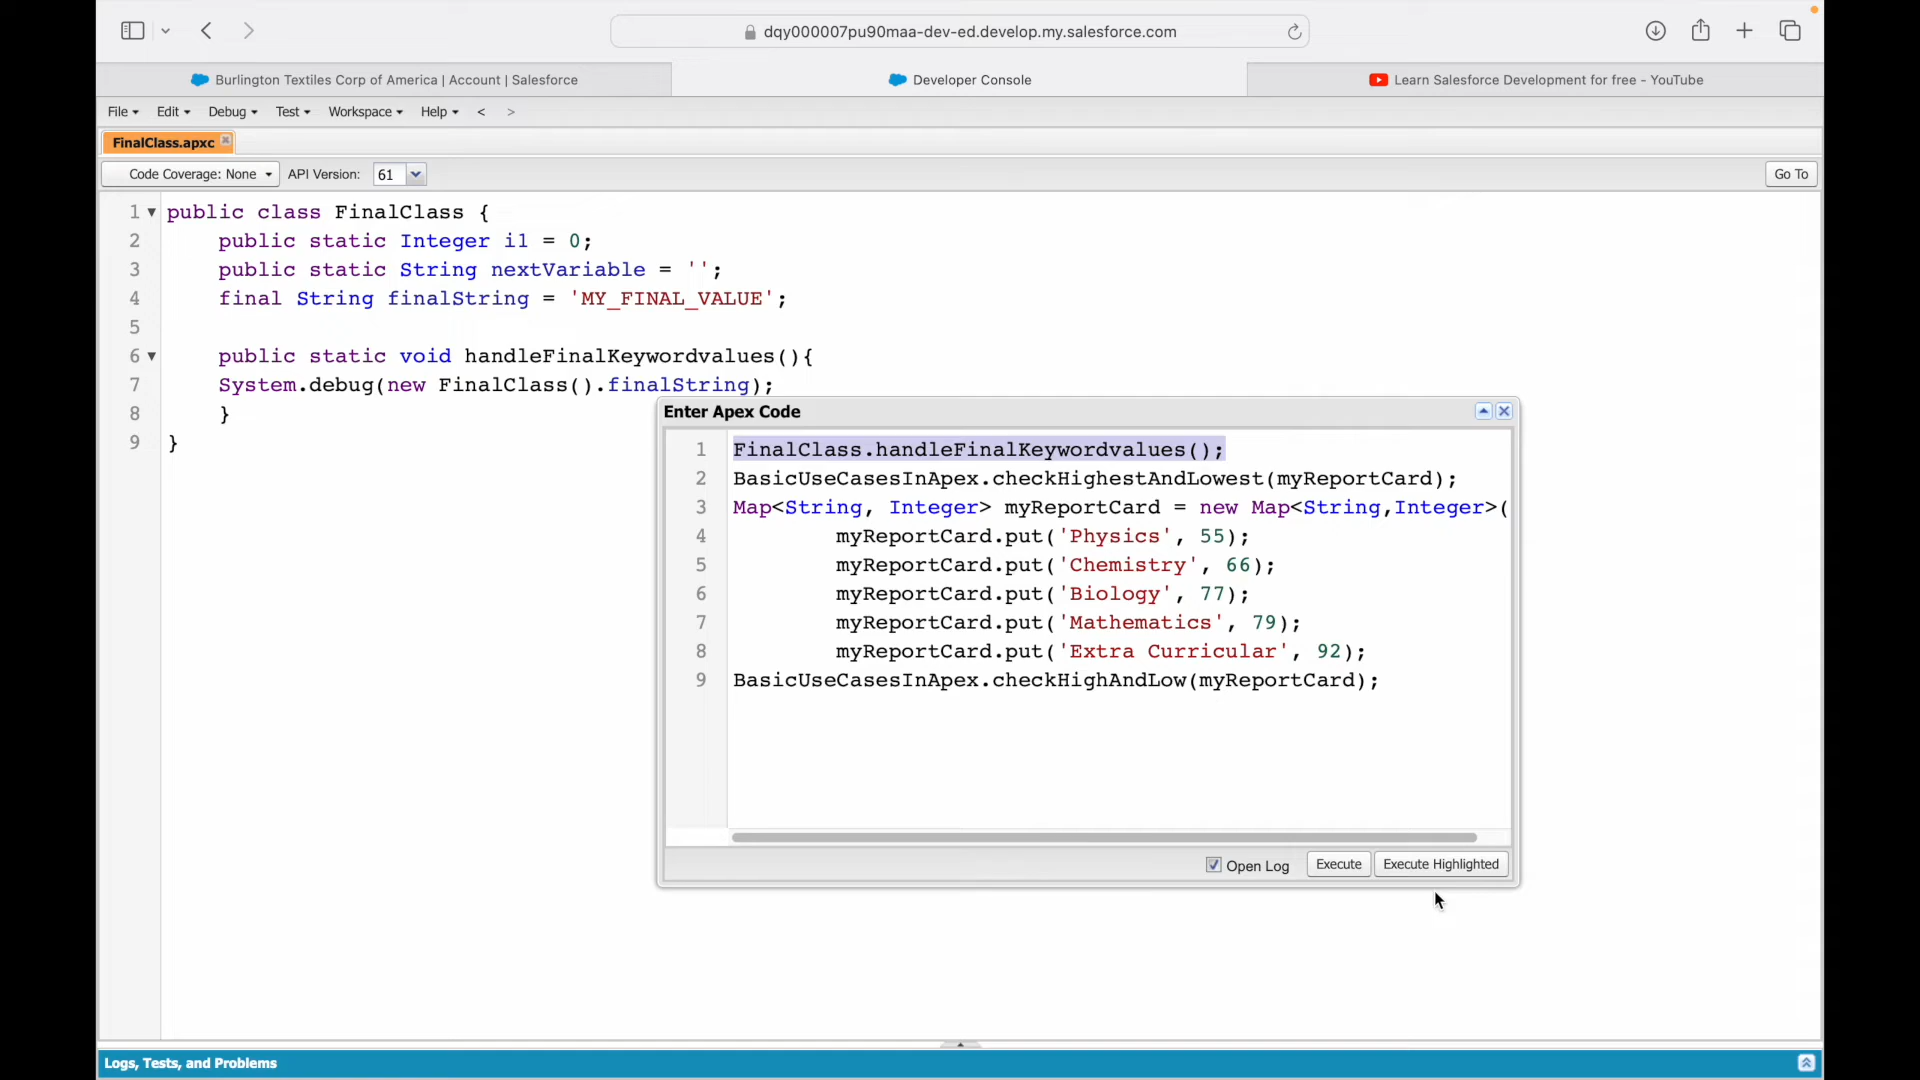 dqy000007pu90maa-dev-ed.develop.my.salesforce.com
Burlington Textiles Corp of America | Account | Salesforce
Developer Console
Learn Salesforce Development for free - YouTube
File Edit Debug Test Workspace Help < >
FinalClass.apxc
Code Coverage: None API Version: 61 Go To
1 public class FinalClass {
2 public static Integer i1 = 0;
3 public static String nextVariable = '';
4 final String finalString = 'MY_FINAL_VALUE';
5
6 public static void handleFinalKeywordvalues(){
7 System.debug(new FinalClass().finalString);
8 }
9 }
Enter Apex Code
1 FinalClass.handleFinalKeywordvalues();
2 BasicUseCasesInApex.checkHighestAndLowest(myReportCard);
3 Map<String, Integer> myReportCard = new Map<String,Integer>(
4 myReportCard.put('Physics', 55);
5 myReportCard.put('Chemistry', 66);
6 myReportCard.put('Biology', 77);
7 myReportCard.put('Mathematics', 79);
8 myReportCard.put('Extra Curricular', 92);
9 BasicUseCasesInApex.checkHighAndLow(myReportCard);
Open Log Execute Execute Highlighted
Logs, Tests, and Problems